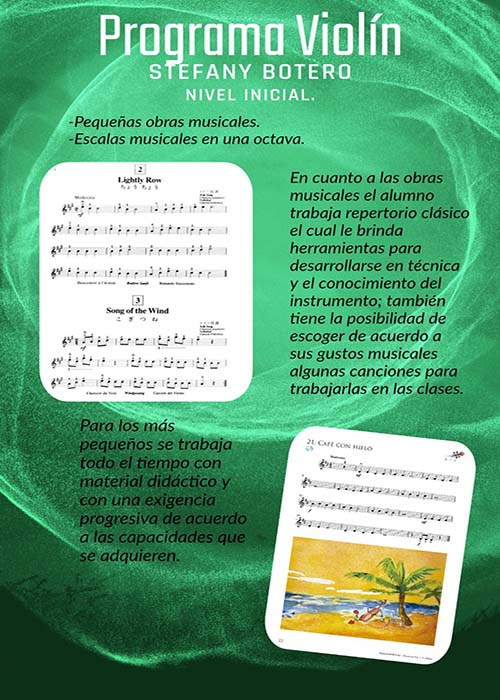 Programa Violín
STEFANY BOTERO
NIVEL INICIAL.
-Pequeñas obras musicales.
-Escalas musicales en una octava.
2
Lightly Row
ちょう ちょう
Folk Song
3
Song of the Wind
こ ぎ つ ね
Folk Song
Windgesang
En cuanto a las obras
musicales el alumno
trabaja repertorio clásico
el cual le brinda
herramientas para
desarrollarse en técnica
y el conocimiento del
instrumento; también
tiene la posibilidad de
escoger de acuerdo a
sus gustos musicales
algunas canciones para
trabajarlas en las clases.
Para los más
pequeños se trabaja
todo el tiempo con
material didáctico y
con una exigencia
progresiva de acuerdo
a las capacidades que
se adquieren.
21. CAFÉ CON HIELO